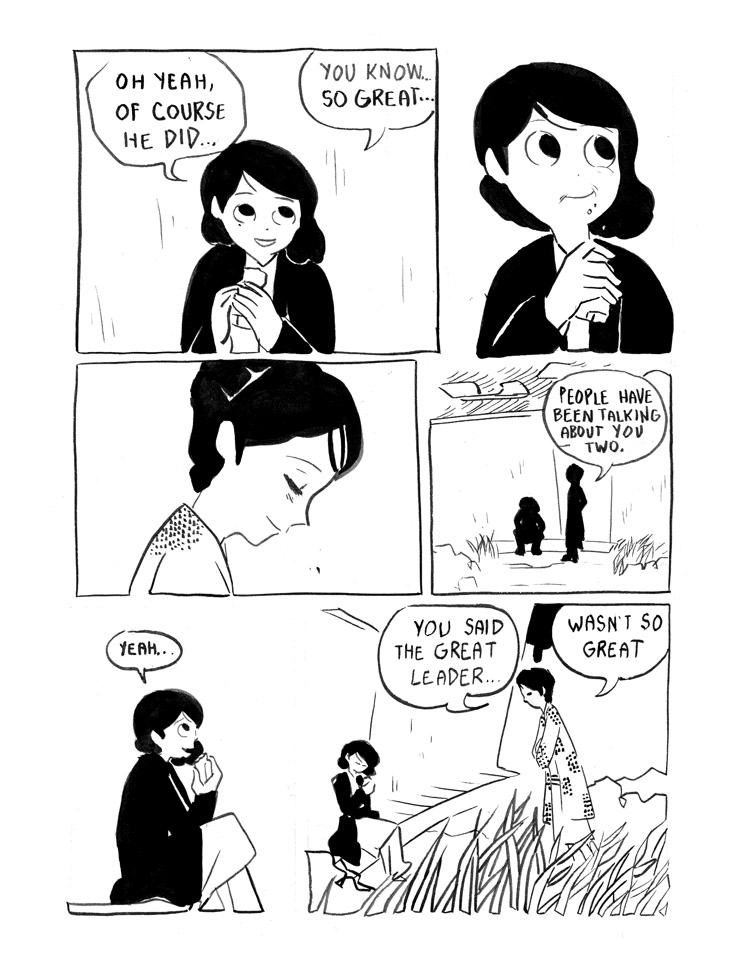 OH YEAH,
OF COURSE
HE DID...
YOU KNOW...
SO GREAT...
PEOPLE HAVE
BEEN TALKING
ABOUT YOU
TWO.
YEAH...
YOU SAID
THE GREAT
LEADER...
WASN'T SO
GREAT